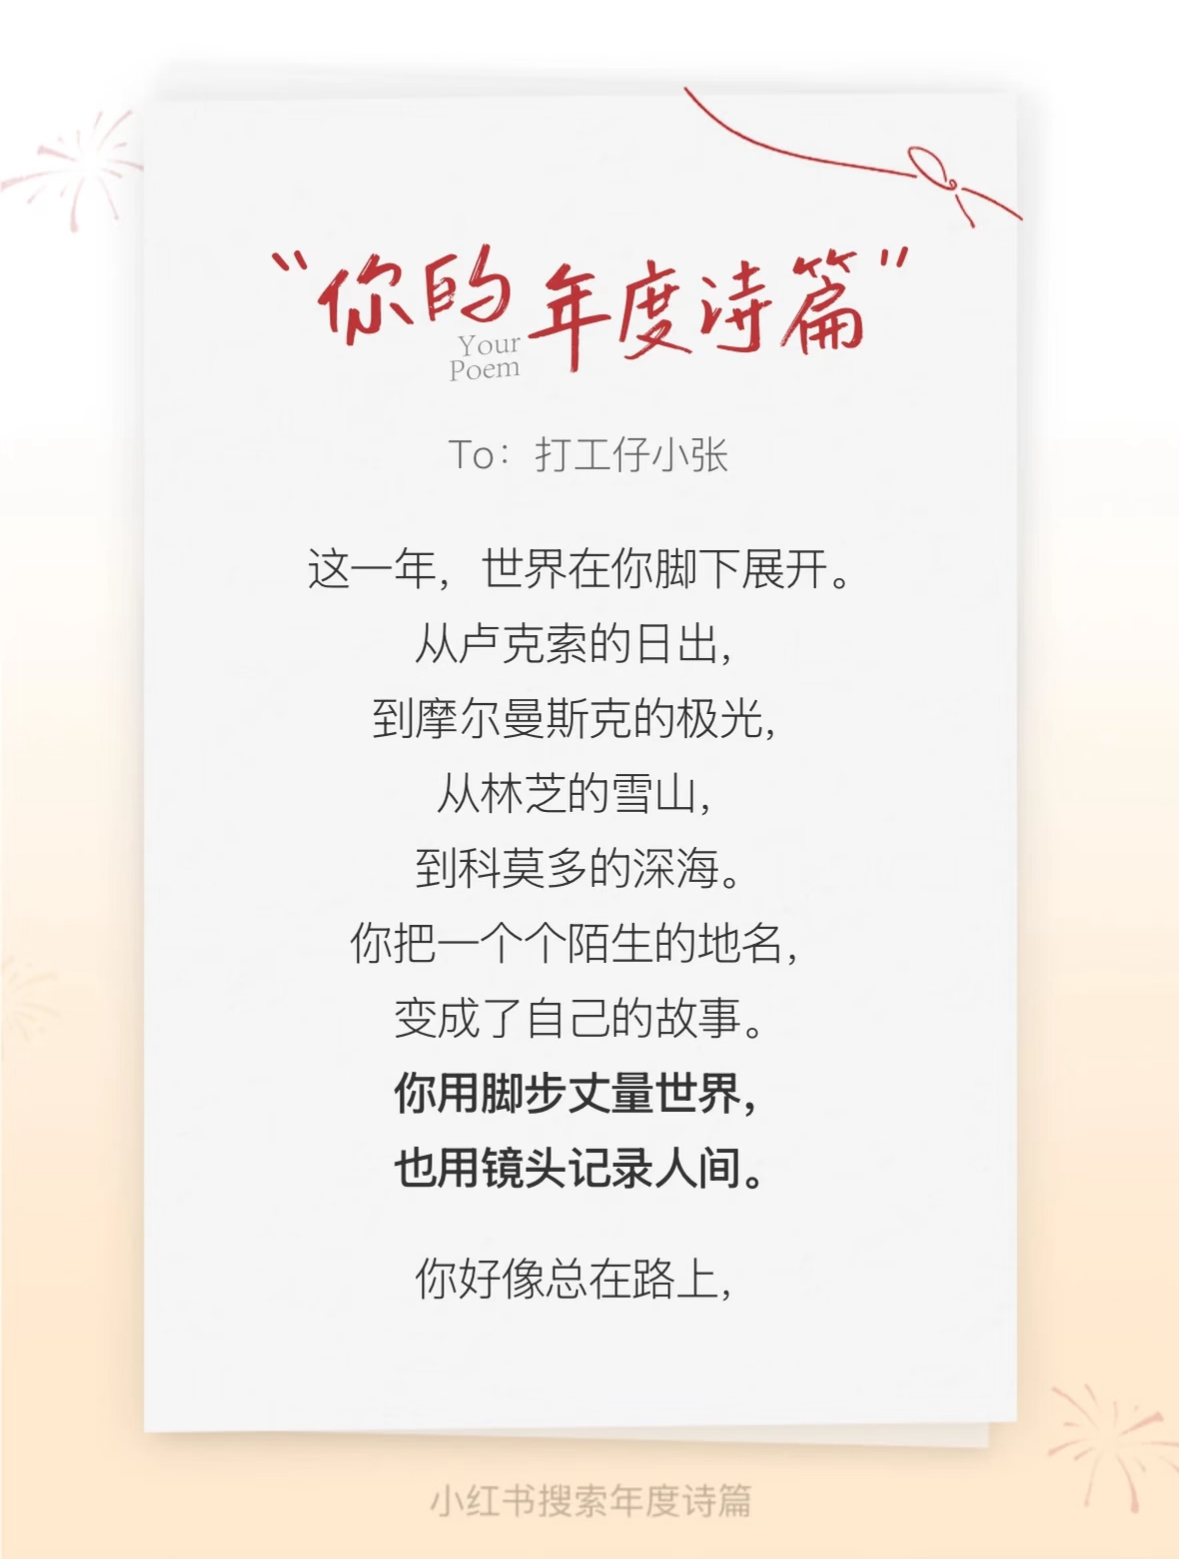 “你的年度诗篇”
Your
Poem
To：打工仔小张
这一年，世界在你脚下展开。
从卢克索的日出，
到摩尔曼斯克的极光，
从林芝的雪山，
到科莫多的深海。
你把一个个陌生的地名，
变成了自己的故事。
你用脚步丈量世界，
也用镜头记录人间。
你好像总在路上，
小红书搜索年度诗篇